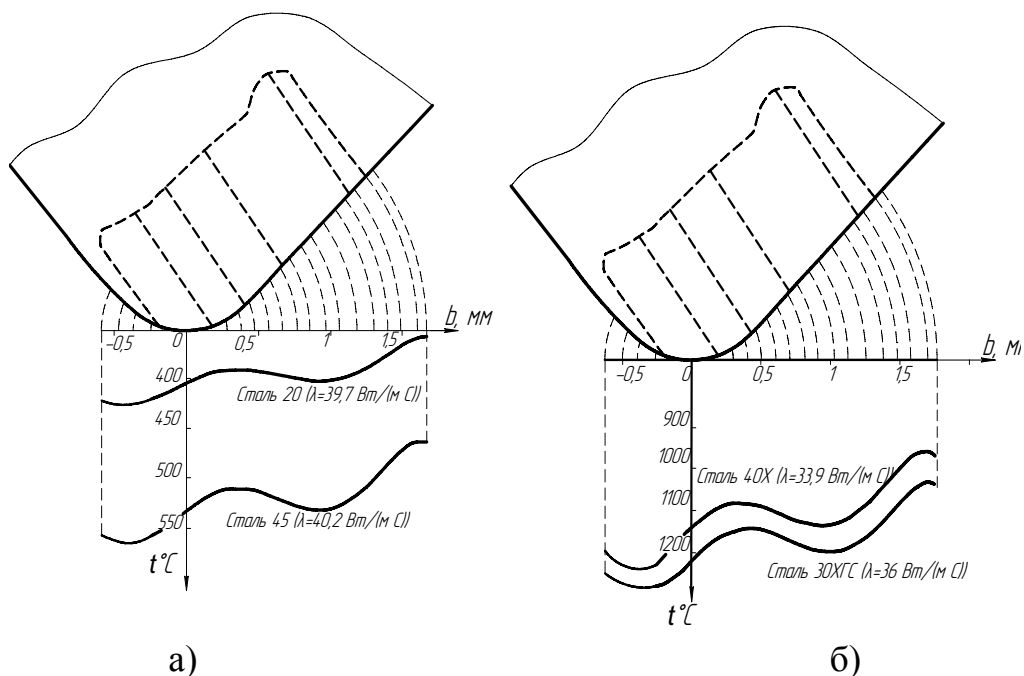 b, мм
-0,5
0
0,5
1
1,5
400
Сталь 20 (λ=39,7 Вт/(м С))
450
500
550
Сталь 45 (λ=40,2 Вт/(м С))
t°C
а)
b, м
-0,5
0
0,5
1
1,5
900
1000
Сталь 40Х (λ=33,9 Вт/(м С))
1100
1200
Сталь 30ХГС (λ=36 Вт/(м С))
t°C
б)